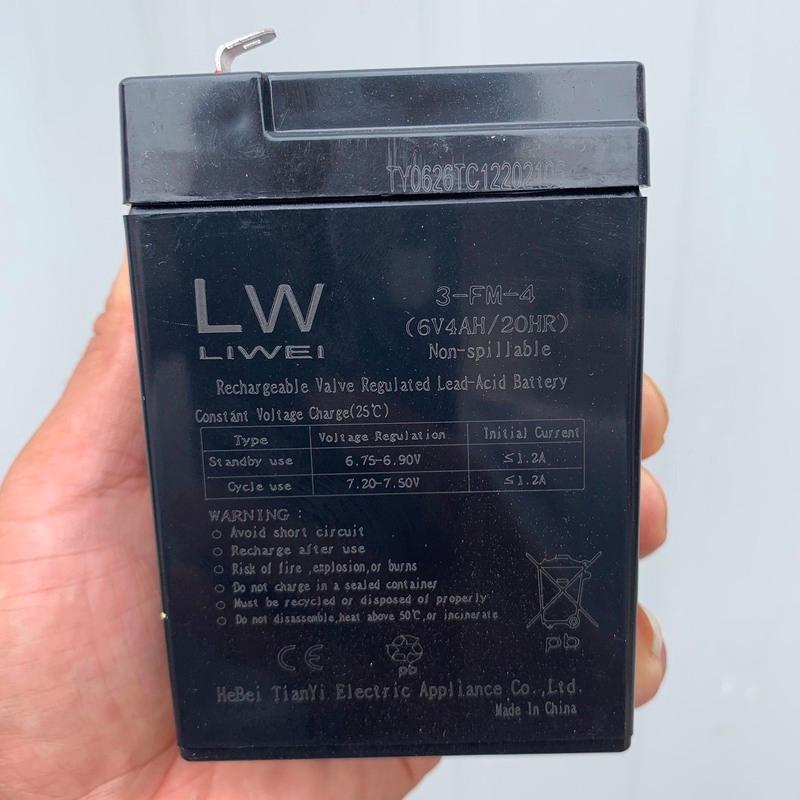 TY0626TC1220210
LW
LIWEI
3-FM-4
(6V4AH/20HR)
Non-spillable
Rechargeable Valve Regulated Lead-Acid Battery
Constant Voltage Charge(25℃)
Type Voltage Regulation Initial Current
Standby use 6.75-6.90V ≤1.2A
Cycle use 7.20-7.50V ≤1.2A
WARNING:
Avoid short circuit
Recharge after use
Risk of fire ,explosion,or burns
Do not charge in a sealed container
Must be recycled or disposed of properly
Do not disassemble,heat above 50℃,or incinerate
pb
CE
pb
HeBei TianYi Electric Appliance Co.,Ltd.
Made In China